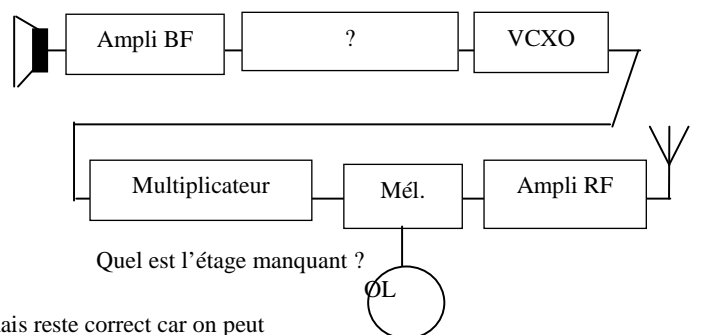 Ampli BF
?
VCXO
Multiplicateur
Mél.
Ampli RF
Quel est l’étage manquant ?
OL
ais reste correct car on peut